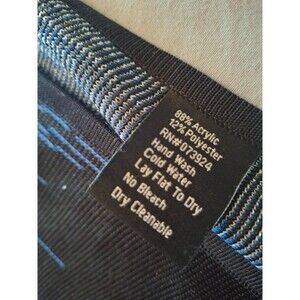 88% Acrylic
12% Polyester
RN# 073924
Hand Wash
Cold Water
Lay Flat To Dry
No Bleach
Dry Cleanable